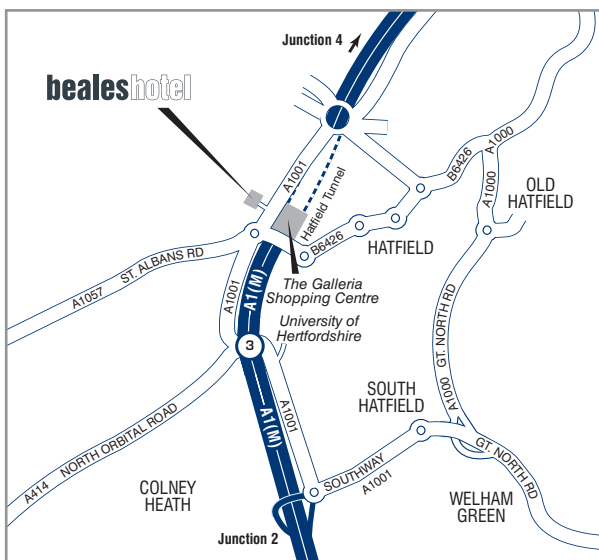 Junction 4
bealeshotel
A1001
Hatfield Tunnel
B6426
A1000
A1000
OLD
HATFIELD
B6426
HATFIELD
ST. ALBANS RD
A1057
A1001
A1(M)
The Galleria
Shopping Centre
University of
Hertfordshire
3
A1000 GT. NORTH RD
A1(M)
A1001
SOUTH
HATFIELD
NORTH ORBITAL ROAD
A414
GT. NORTH RD
SOUTHWAY
A1001
COLNEY
HEATH
WELHAM
GREEN
Junction 2